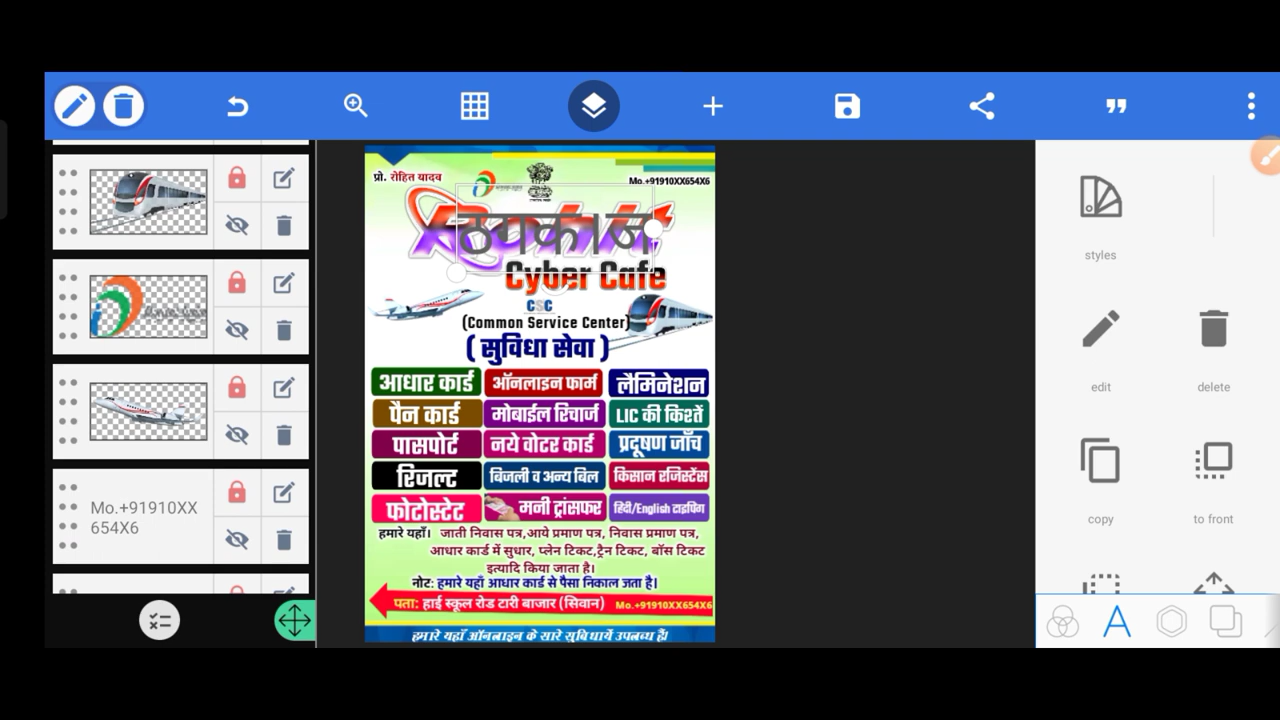 Mo.+91910XX
654X6
प्रो. रोहित यादव
Mo.+91910XX654X6
ठयकाज
Cyber Cafe
CSC
(Common Service Center)
( सुविधा सेवा )
आधार कार्ड ऑनलाइन फार्म लैमिनेशन
पैन कार्ड मोबाईल रिचार्ज LIC की किश्तें
पासपोर्ट नये वोटर कार्ड प्रदूषण जाँच
रिजल्ट बिजली व अन्य बिल किसान रजिस्टेंस
फोटोस्टेट मनी ट्रांसफर हिंदी/English टाइपिंग
हमारे यहाँ। जाती निवास पत्र,आये प्रमाण पत्र, निवास प्रमाण पत्र,
आधार कार्ड में सुधार, प्लेन टिकट,ट्रेन टिकट, बॉस टिकट
इत्यादि किया जाता है।
नोट: हमारे यहाँ आधार कार्ड से पैसा निकाल जता है।
पता: हाई स्कूल रोड टारी बाजार (सिवान) Mo.+91910XX654X6
हमारे यहाँ ऑनलाइन के सारे सुबिधायें उपलब्ध हैं।
styles
edit
delete
copy
to front